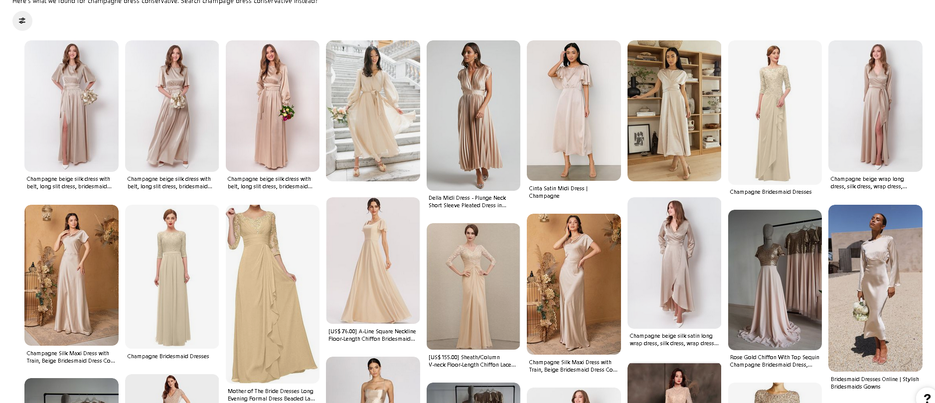 Here's what we found for champagne dress conservative. Search champage dress conservative instead?
Champagne beige silk dress with
belt, long slit dress, bridesmaid...
Champagne beige silk dress with
belt, long slit dress, bridesmaid...
Champagne beige silk dress with
belt, long slit dress, bridesmaid...
Della Midi Dress - Plunge Neck
Short Sleeve Pleated Dress in...
Cinta Satin Midi Dress |
Champagne
Champagne Bridesmaid Dresses
Champagne beige wrap long
dress, silk dress, wrap dress,...
Champagne Silk Maxi Dress with
Train, Beige Bridesmaid Dress Co...
Champagne Bridesmaid Dresses
Mother of The Bride Dresses Long
Evening Formal Dress Beaded La...
[US$ 76.00] A-Line Square Neckline
Floor-Length Chiffon Bridesmaid...
[US$ 155.00] Sheath/Column
V-neck Floor-Length Chiffon Lace...
Champagne Silk Maxi Dress with
Train, Beige Bridesmaid Dress Co...
Champagne beige silk satin long
wrap dress, silk dress, wrap dress...
Rose Gold Chiffon With Top Sequin
Champagne Bridesmaid Dress,...
Bridesmaid Dresses Online | Stylish
Bridesmaids Gowns
?